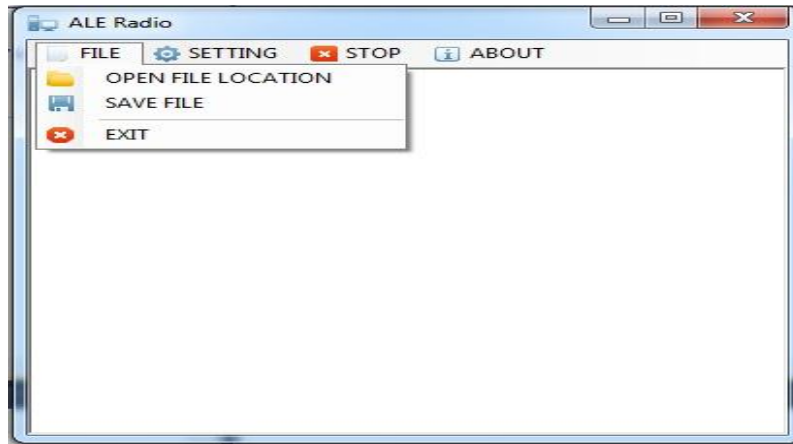 ALE Radio
FILE SETTING STOP ABOUT
OPEN FILE LOCATION
SAVE FILE
EXIT